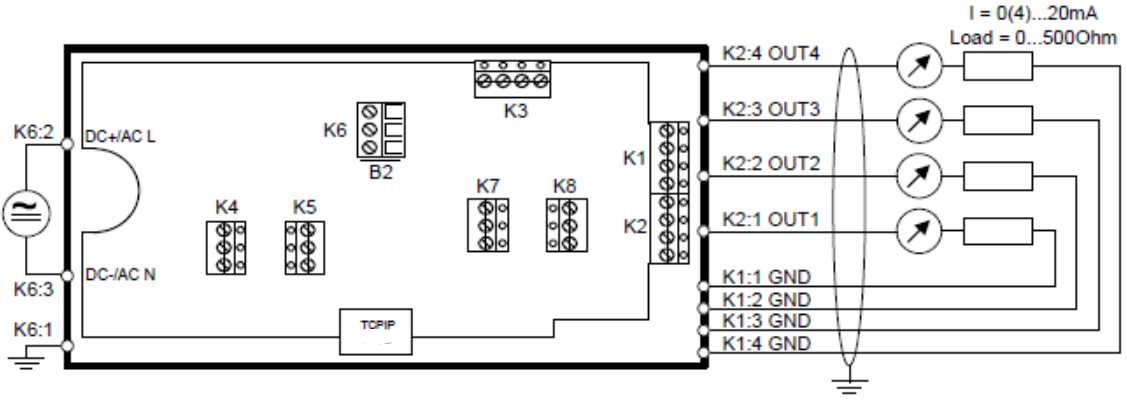 I = 0(4)...20mA
Load = 0...500Ohm
K2:4 OUT4
K3
K2:3 OUT3
K6
K6:2
DC+/AC L
K1
K2:2 OUT2
B2
K7
K8
K4
K5
K2
K2:1 OUT1
DC-/AC N
K1:1 GND
K6:3
K1:2 GND
K1:3 GND
K6:1
TCPIP
K1:4 GND